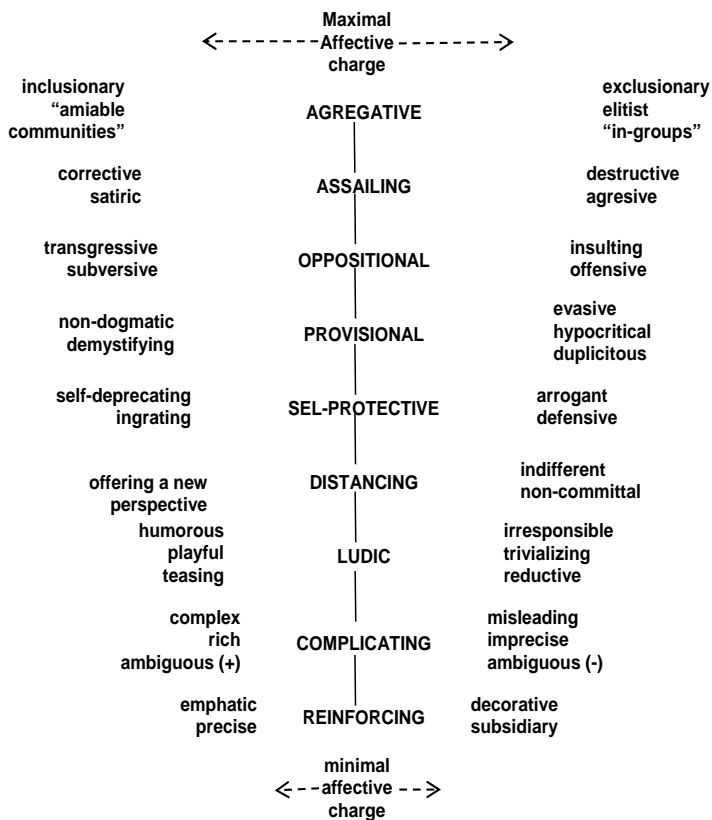 Maximal
Affective
charge
inclusionary
“amiable
communities”
AGREGATIVE
exclusionary
elitist
“in-groups”
corrective
satiric
ASSAILING
destructive
agresive
transgressive
subversive
OPPOSITIONAL
insulting
offensive
non-dogmatic
demystifying
PROVISIONAL
evasive
hypocritical
duplicitous
self-deprecating
ingrating
SEL-PROTECTIVE
arrogant
defensive
offering a new
perspective
DISTANCING
indifferent
non-committal
humorous
playful
teasing
LUDIC
irresponsible
trivializing
reductive
complex
rich
ambiguous (+)
COMPLICATING
misleading
imprecise
ambiguous (-)
emphatic
precise
REINFORCING
decorative
subsidiary
minimal
affective
charge